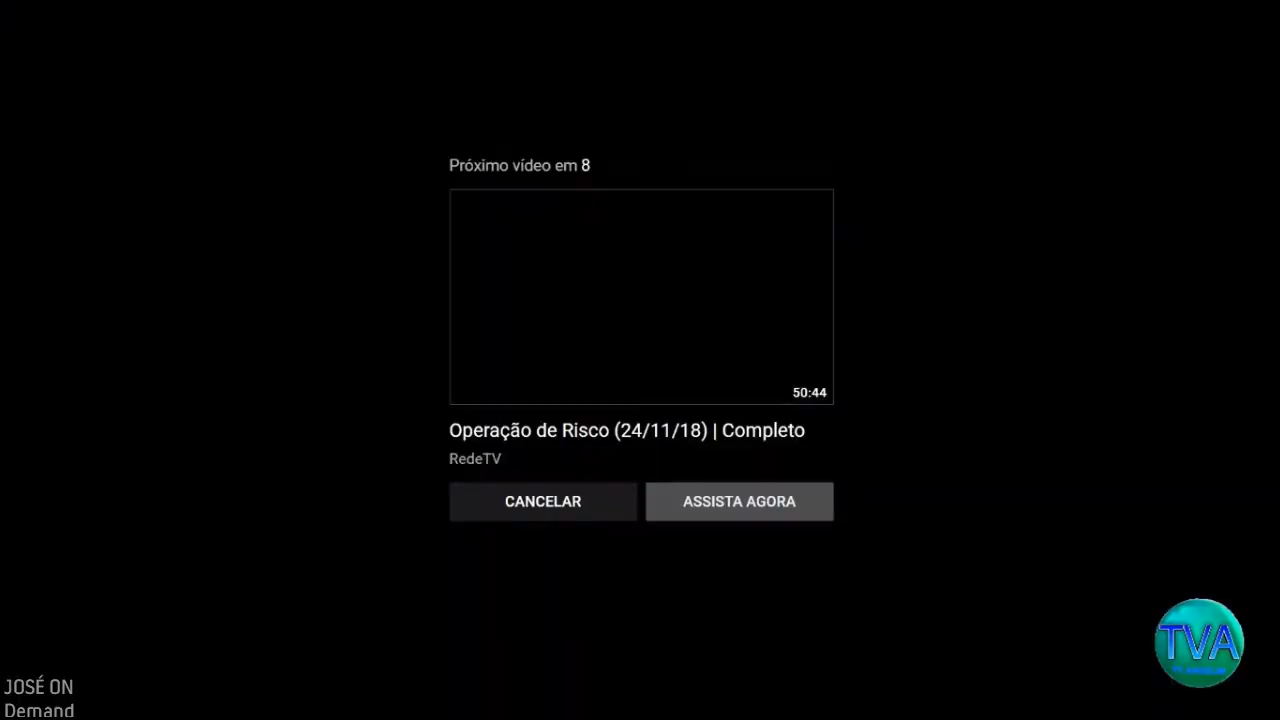 Próximo vídeo em 8
50:44
Operação de Risco (24/11/18) | Completo
RedeTV
CANCELAR
ASSISTA AGORA
TVA
JOSÉ ON
Demand